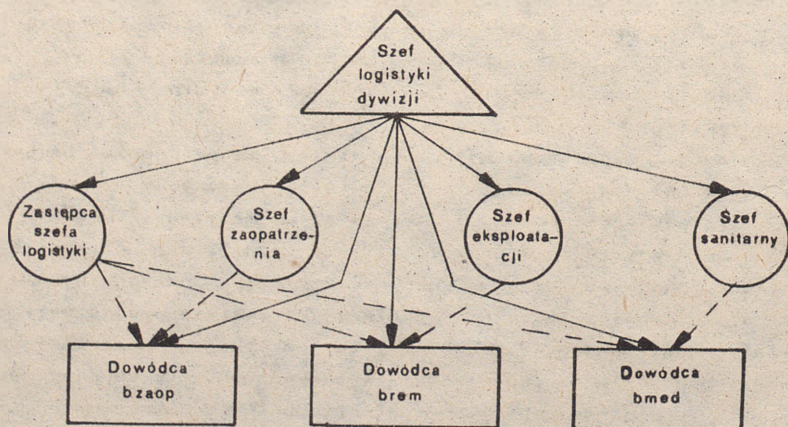 Szef
logistyki
dywizji
Zastępca
szefa
logistyki
Szef
zaopatrze-
nia
Szef
eksploata-
cji
Szef
sanitarny
Dowódca
bzaop
Dowódca
brem
Dowódca
bmed